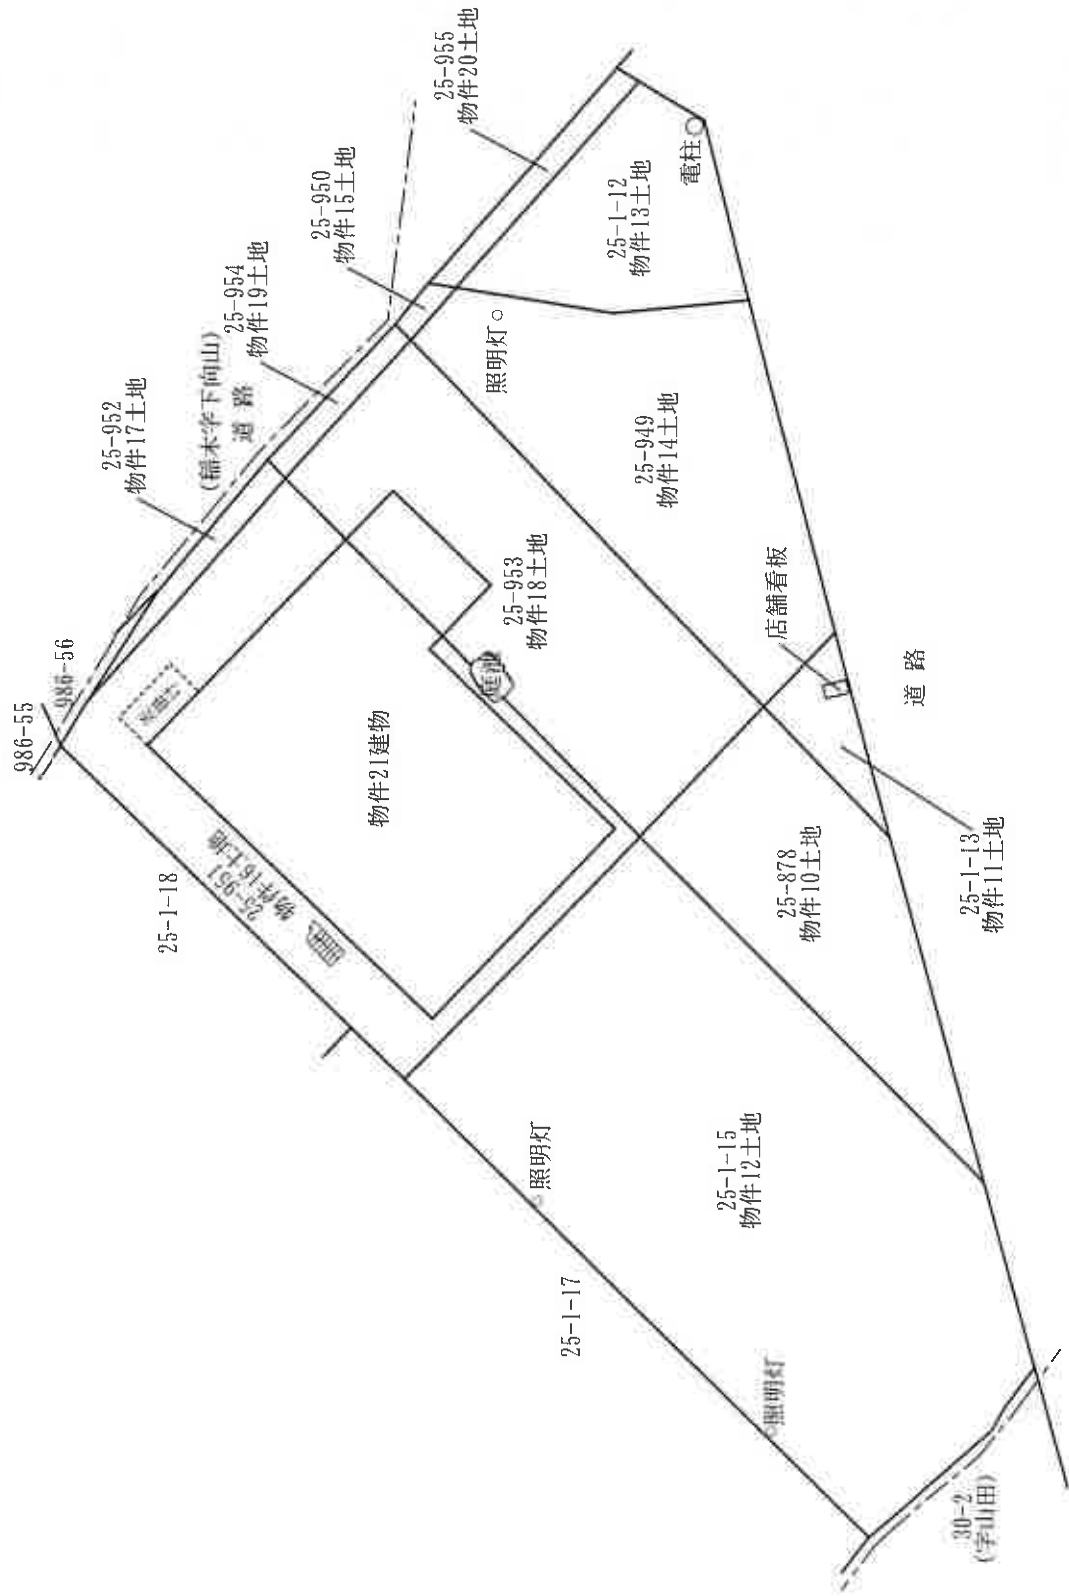 986-55
986-56
25-952
物件17土地
(稲木字下向山)
道路
25-954
物件19土地
25-950
物件15土地
25-955
物件20土地
25-1-18
25-951
物件16土地
物件21建物
25-953
物件18土地
照明灯
25-1-12
物件13土地
電柱
25-949
物件14土地
店舗看板
道路
25-878
物件10土地
25-1-13
物件11土地
照明灯
25-1-15
物件12土地
25-1-17
照明灯
30-2
(字山田)